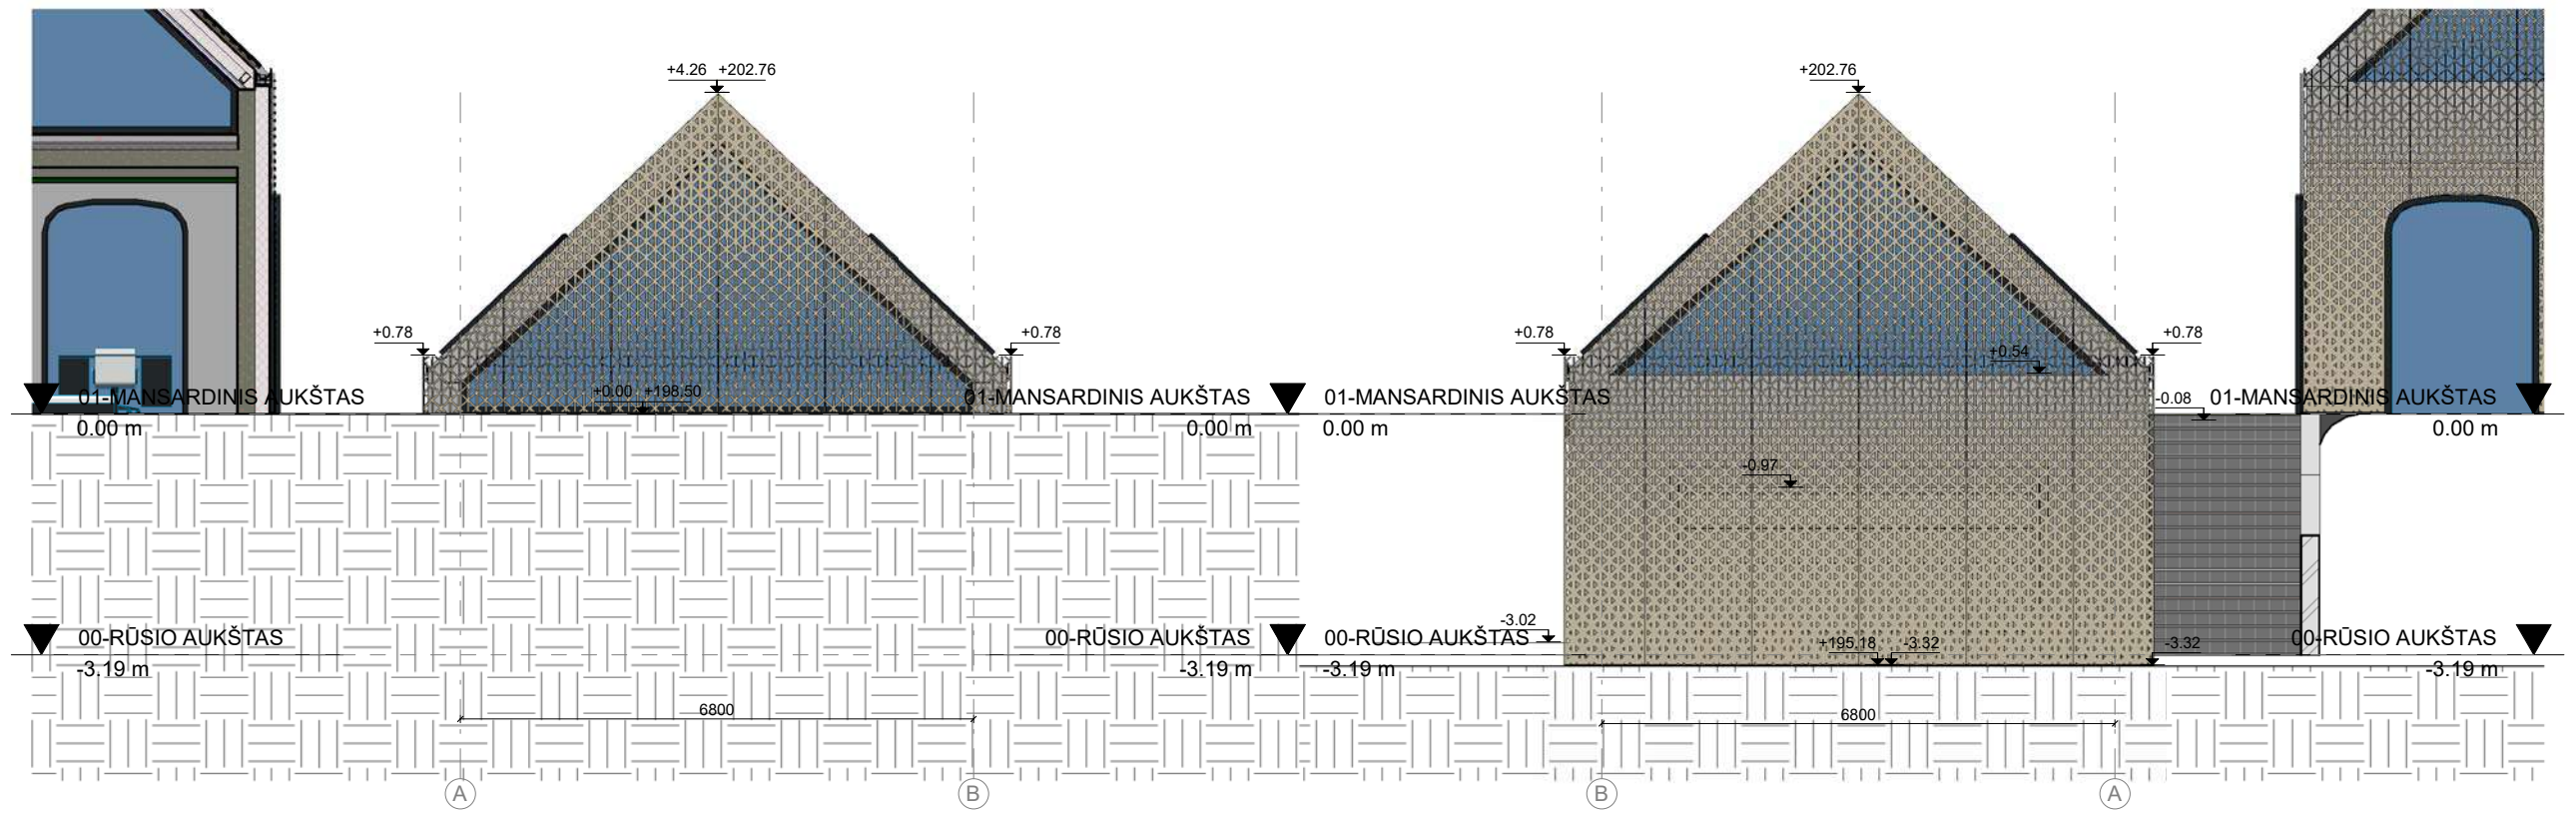 +4.26 +202.76
+202.76
+0.78
+0.78
+0.78
+0.78
+0.54
01-MANSARDINIS AUKŠTAS
0.00 m
+0.00 +198.50
01-MANSARDINIS AUKŠTAS
0.00 m
01-MANSARDINIS AUKŠTAS
0.00 m
-0.08
01-MANSARDINIS AUKŠTAS
0.00 m
-0.97
-3.02
00-RŪSIO AUKŠTAS
-3.19 m
00-RŪSIO AUKŠTAS
-3.19 m
00-RŪSIO AUKŠTAS
-3.19 m
+195.18 -3.32
-3.32
00-RŪSIO AUKŠTAS
-3.19 m
6800
6800
A
B
B
A